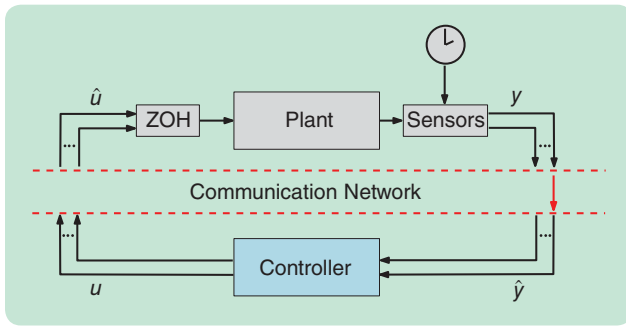 û
y
ZOH
Plant
Sensors
...
...
Communication Network
...
...
Controller
u
ŷ